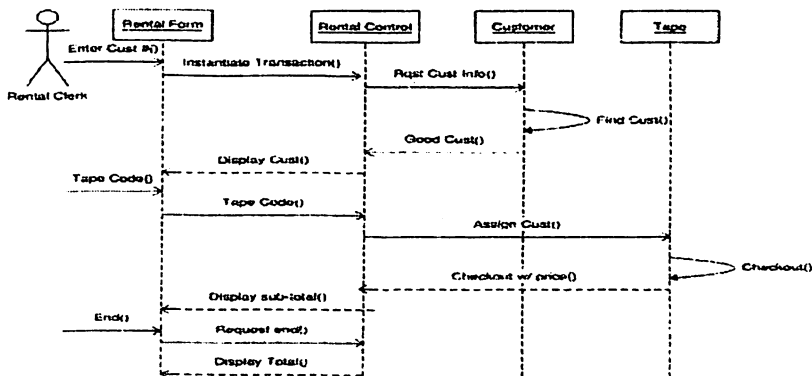 Rental Form
Rental Control
Customer
Tape
Enter Cust #()
Instantiate Transaction()
Rqst Cust Info()
Rental Clerk
Find Cust()
Good Cust()
Display Cust()
Tape Code()
Tape Code()
Assign Cust()
Checkout()
Checkout w/ price()
Display sub-total()
End()
Request end()
Display Total()